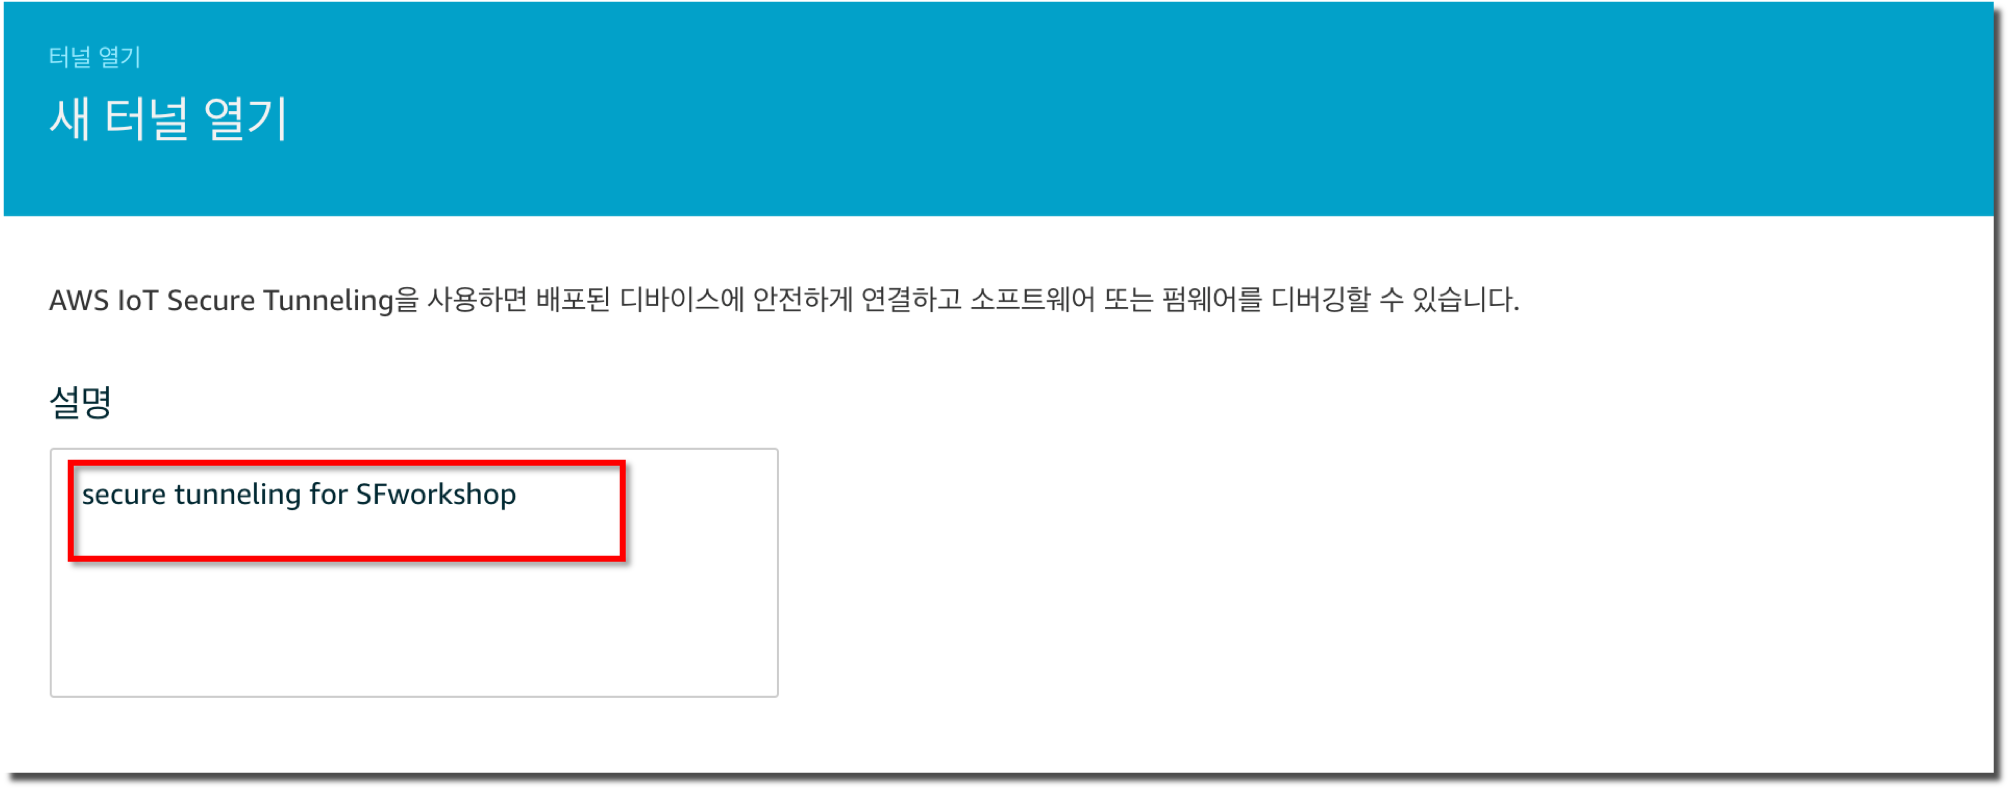 터널 열기
새 터널 열기
AWS IoT Secure Tunneling을 사용하면 배포된 디바이스에 안전하게 연결하고 소프트웨어 또는 펌웨어를 디버깅할 수 있습니다.
설명
secure tunneling for SFworkshop